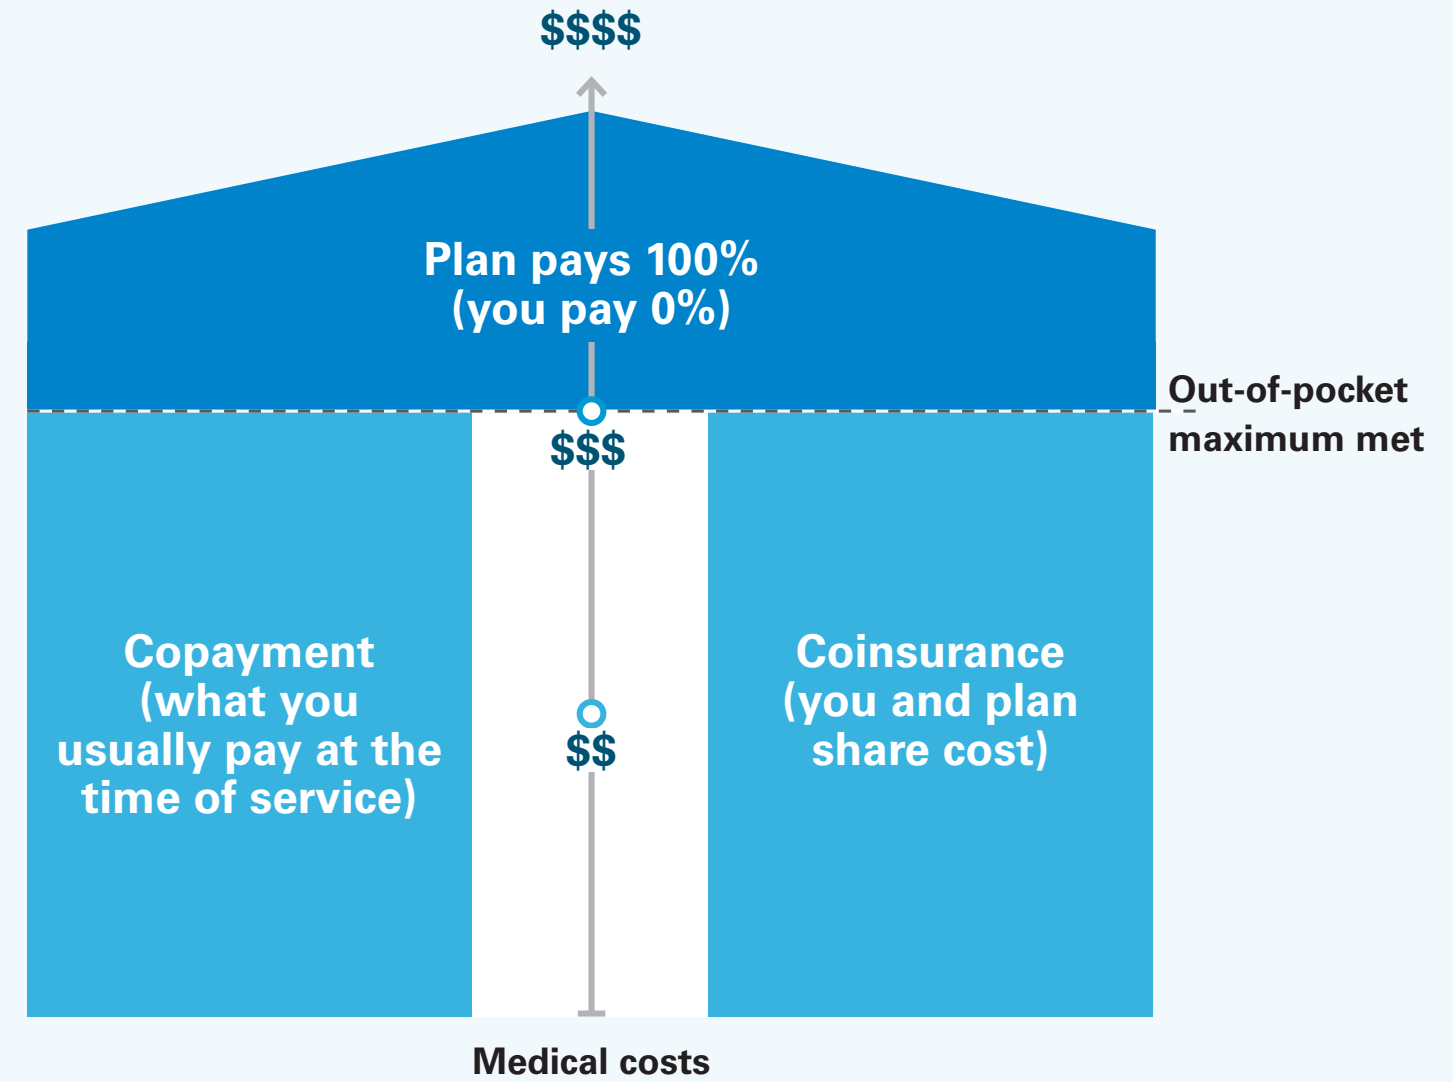 $$$$
Plan pays 100%
(you pay 0%)
Out-of-pocket
maximum met
$$$
Copayment
(what you
usually pay at the
time of service)
$$
Coinsurance
(you and plan
share cost)
Medical costs